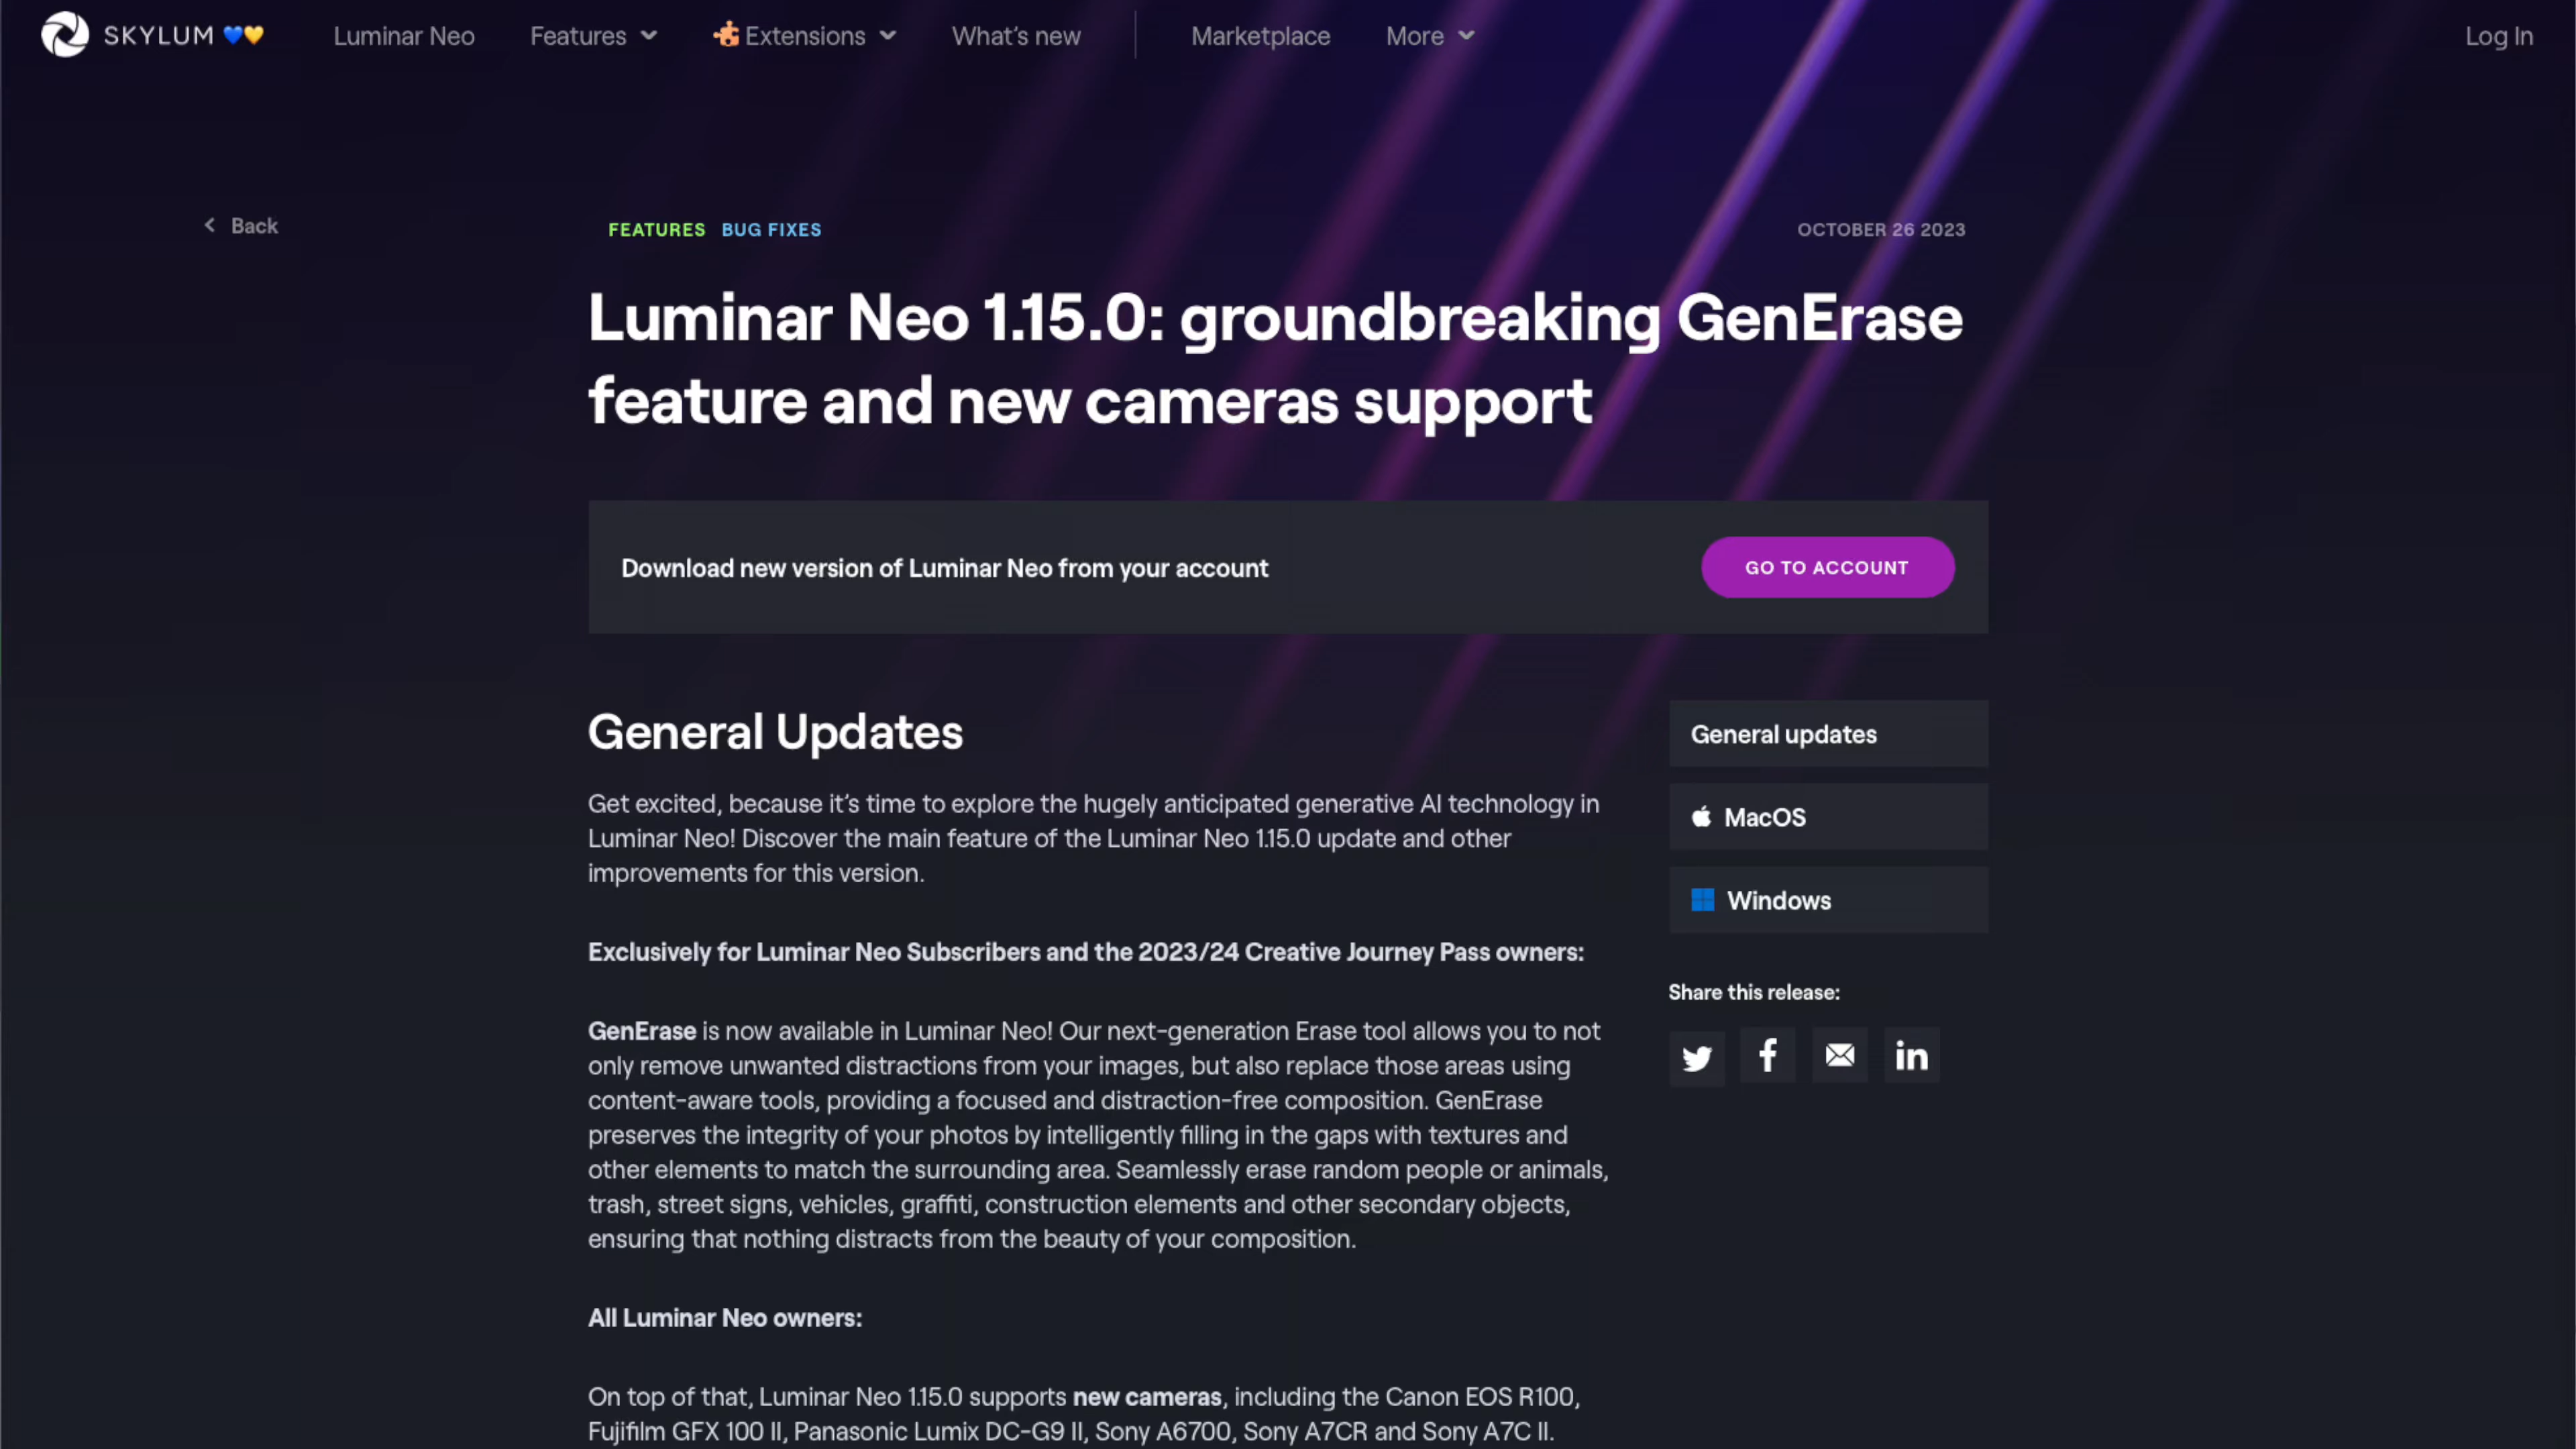 SKYLUM
Luminar Neo
Features
Extensions
What's new
Marketplace
More
Log In
Back
FEATURES BUG FIXES
OCTOBER 26 2023
Luminar Neo 1.15.0: groundbreaking GenErase
feature and new cameras support
Download new version of Luminar Neo from your account
GO TO ACCOUNT
General Updates
Get excited, because it's time to explore the hugely anticipated generative AI technology in
Luminar Neo! Discover the main feature of the Luminar Neo 1.15.0 update and other
improvements for this version.
Exclusively for Luminar Neo Subscribers and the 2023/24 Creative Journey Pass owners:
GenErase is now available in Luminar Neo! Our next-generation Erase tool allows you to not
only remove unwanted distractions from your images, but also replace those areas using
content-aware tools, providing a focused and distraction-free composition. GenErase
preserves the integrity of your photos by intelligently filling in the gaps with textures and
other elements to match the surrounding area. Seamlessly erase random people or animals,
trash, street signs, vehicles, graffiti, construction elements and other secondary objects,
ensuring that nothing distracts from the beauty of your composition.
All Luminar Neo owners:
On top of that, Luminar Neo 1.15.0 supports new cameras, including the Canon EOS R100,
Fujifilm GFX 100 II, Panasonic Lumix DC-G9 II, Sony A6700, Sony A7CR and Sony A7C II.
General updates
MacOS
Windows
Share this release: